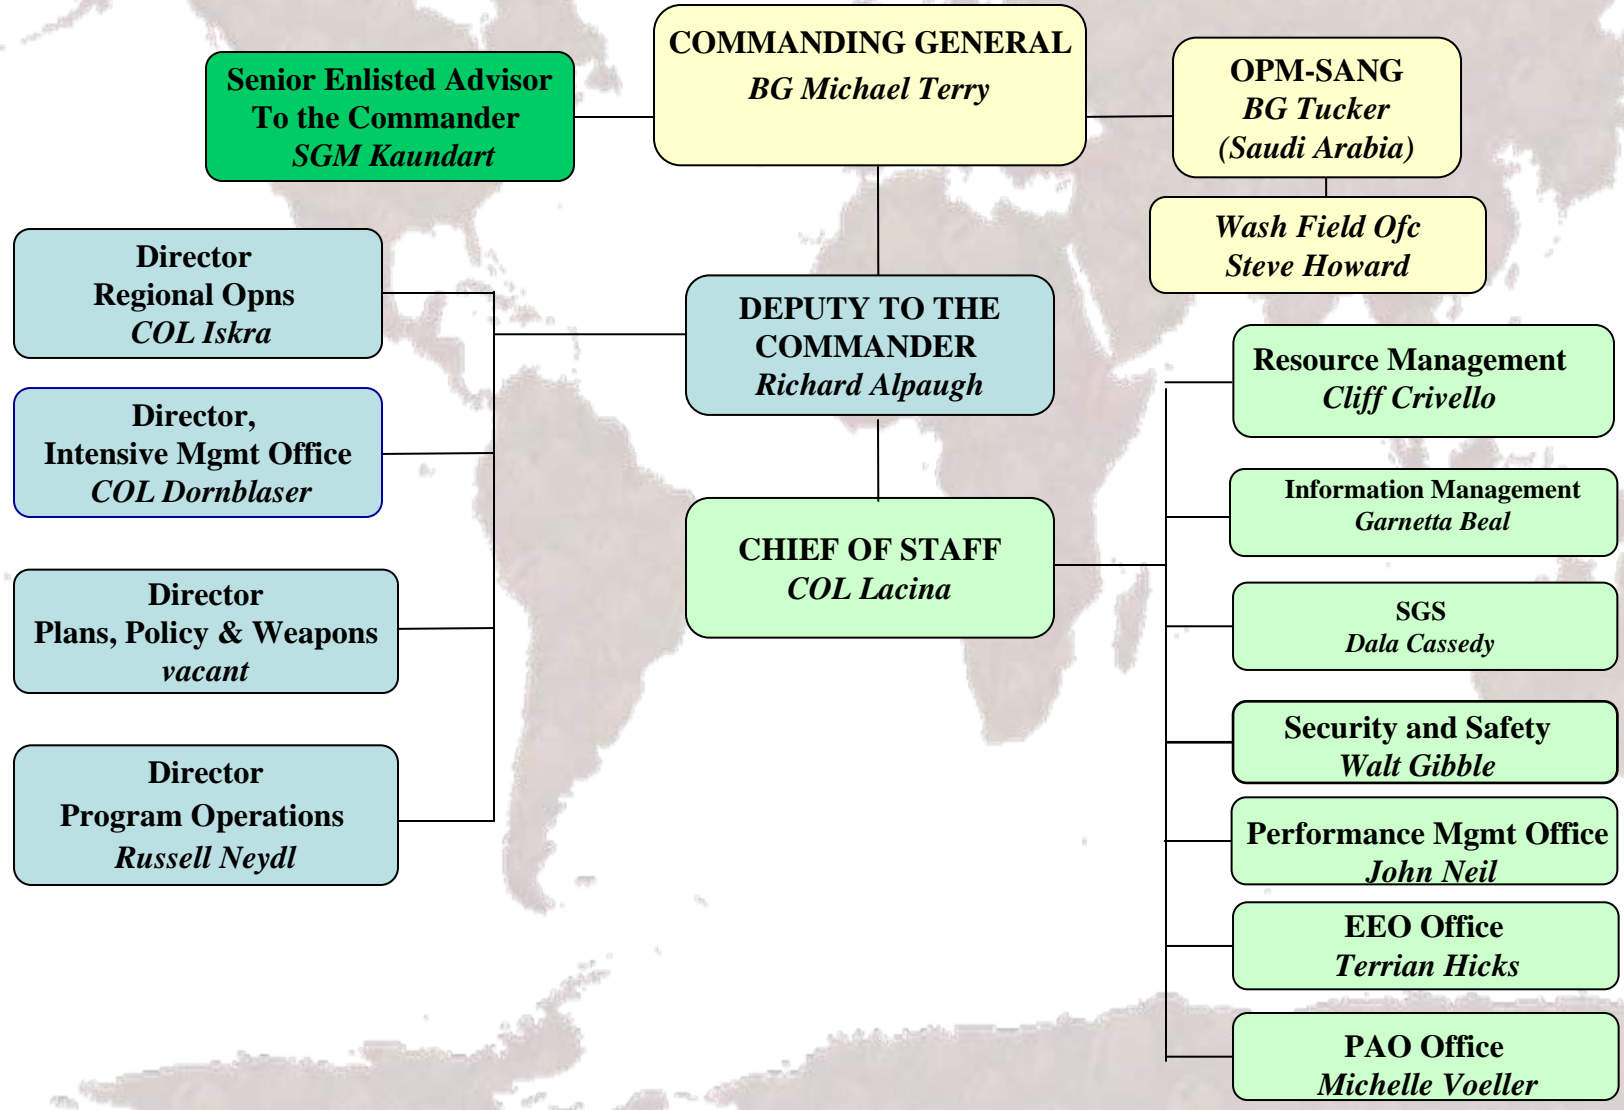 COMMANDING GENERAL
BG Michael Terry
Senior Enlisted Advisor
To the Commander
SGM Kaundart
OPM-SANG
BG Tucker
(Saudi Arabia)
Wash Field Ofc
Steve Howard
DEPUTY TO THE
COMMANDER
Richard Alpaugh
CHIEF OF STAFF
COL Lacina
Director
Regional Opns
COL Iskra
Director,
Intensive Mgmt Office
COL Dornblaser
Director
Plans, Policy & Weapons
vacant
Director
Program Operations
Russell Neydl
Resource Management
Cliff Crivello
Information Management
Garnetta Beal
SGS
Dala Cassedy
Security and Safety
Walt Gibble
Performance Mgmt Office
John Neil
EEO Office
Terrian Hicks
PAO Office
Michelle Voeller